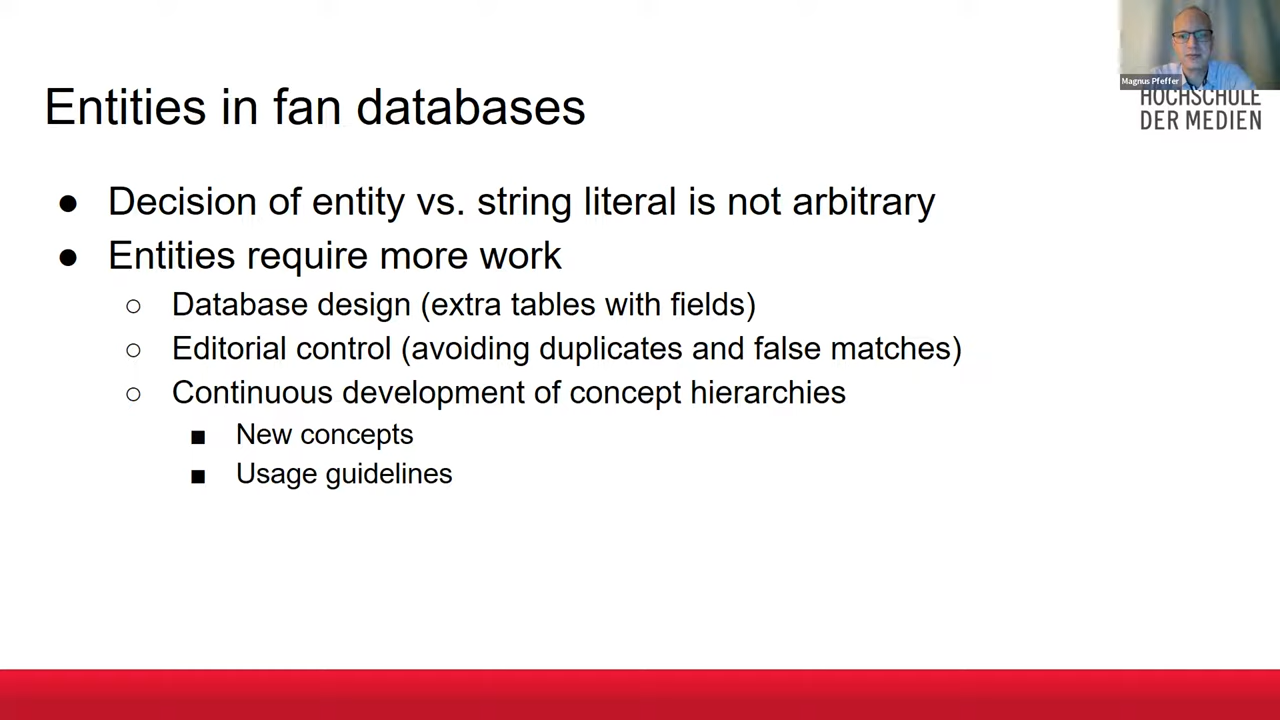 Magnus Pfeffer
HOCHSCHULE
DER MEDIEN
Entities in fan databases
● Decision of entity vs. string literal is not arbitrary
● Entities require more work
○ Database design (extra tables with fields)
○ Editorial control (avoiding duplicates and false matches)
○ Continuous development of concept hierarchies
■ New concepts
■ Usage guidelines